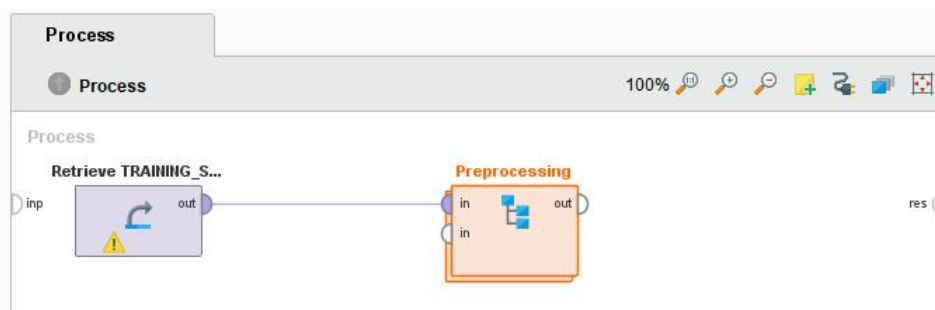 Process
Process
100%
Process
Retrieve TRAINING_S...
Preprocessing
inp
out
in
out
res
in